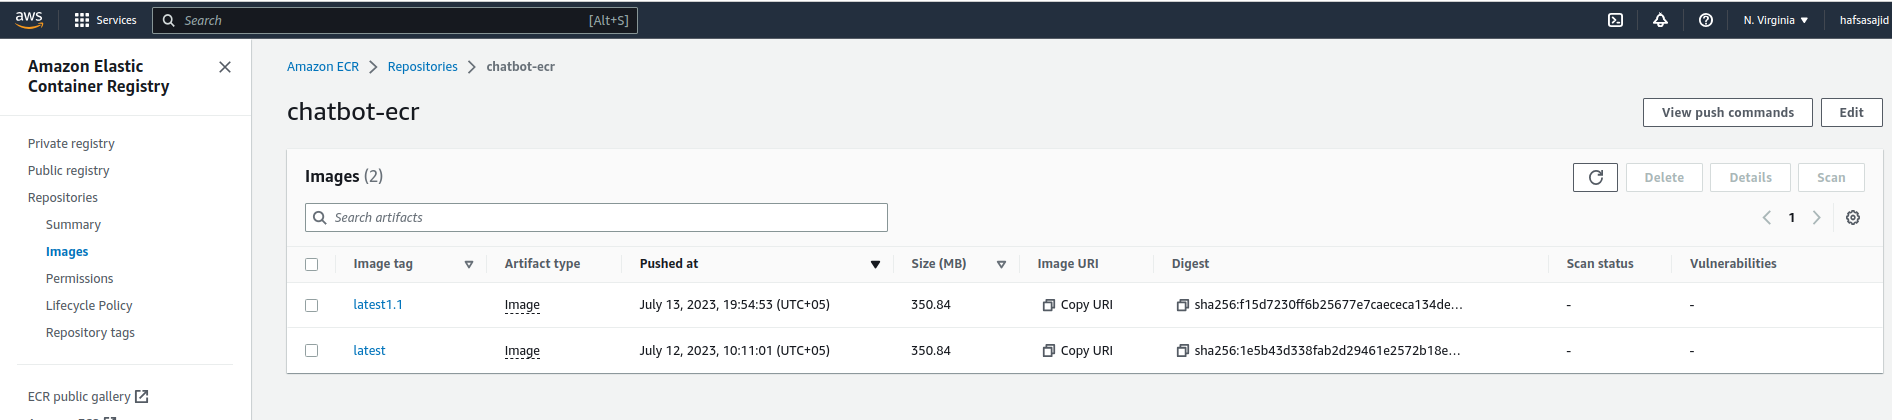 aws
Services
Search
[Alt+S]
N. Virginia
hafsasajid
Amazon Elastic
Container Registry
Private registry
Public registry
Repositories
Summary
Images
Permissions
Lifecycle Policy
Repository tags
ECR public gallery
Amazon ECR > Repositories > chatbot-ecr
chatbot-ecr
View push commands
Edit
Images (2)
Delete
Details
Scan
Search artifacts
1
Image tag Artifact type Pushed at Size (MB) Image URI Digest Scan status Vulnerabilities
latest1.1 Image July 13, 2023, 19:54:53 (UTC+05) 350.84 Copy URI sha256:f15d7230ff6b25677e7caececa134de... - -
latest Image July 12, 2023, 10:11:01 (UTC+05) 350.84 Copy URI sha256:1e5b43d338fab2d29461e2572b18e... - -